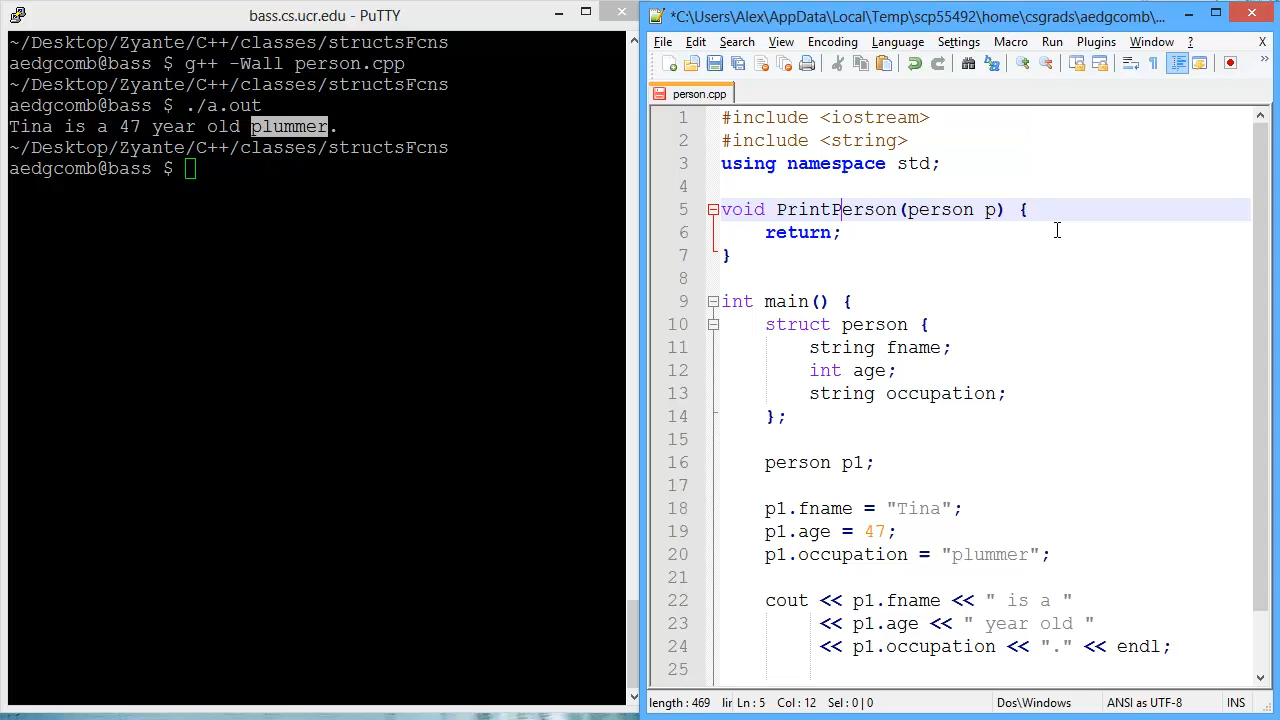 bass.cs.ucr.edu - PuTTY
~/Desktop/Zyante/C++/classes/structsFcns
aedgcomb@bass $ g++ -Wall person.cpp
~/Desktop/Zyante/C++/classes/structsFcns
aedgcomb@bass $ ./a.out
Tina is a 47 year old plummer.
~/Desktop/Zyante/C++/classes/structsFcns
aedgcomb@bass $
*C:\Users\Alex\AppData\Local\Temp\scp55492\home\csgrads\aedgcomb\_...
File Edit Search View Encoding Language Settings Macro Run Plugins Window ? X
person.cpp
1 #include <iostream>
2 #include <string>
3 using namespace std;
4
5 void PrintPerson(person p) {
6 return;
7 }
8
9 int main() {
10 struct person {
11 string fname;
12 int age;
13 string occupation;
14 };
15
16 person p1;
17
18 p1.fname = "Tina";
19 p1.age = 47;
20 p1.occupation = "plummer";
21
22 cout << p1.fname << " is a "
23 << p1.age << " year old "
24 << p1.occupation << "." << endl;
25
length : 469 lir Ln : 5 Col : 12 Sel : 0 | 0 Dos\Windows ANSI as UTF-8 INS